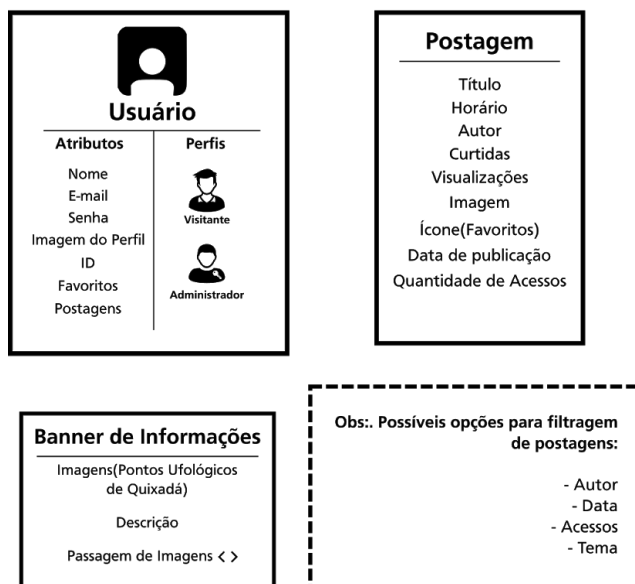 Usuário
Atributos
Nome
E-mail
Senha
Imagem do Perfil
ID
Favoritos
Postagens
Perfis
Visitante
Administrador
Postagem
Título
Horário
Autor
Curtidas
Visualizações
Imagem
Ícone(Favoritos)
Data de publicação
Quantidade de Acessos
Banner de Informações
Imagens(Pontos Ufológicos
de Quixadá)
Descrição
Passagem de Imagens < >
Obs:. Possíveis opções para filtragem
de postagens:
- Autor
- Data
- Acessos
- Tema